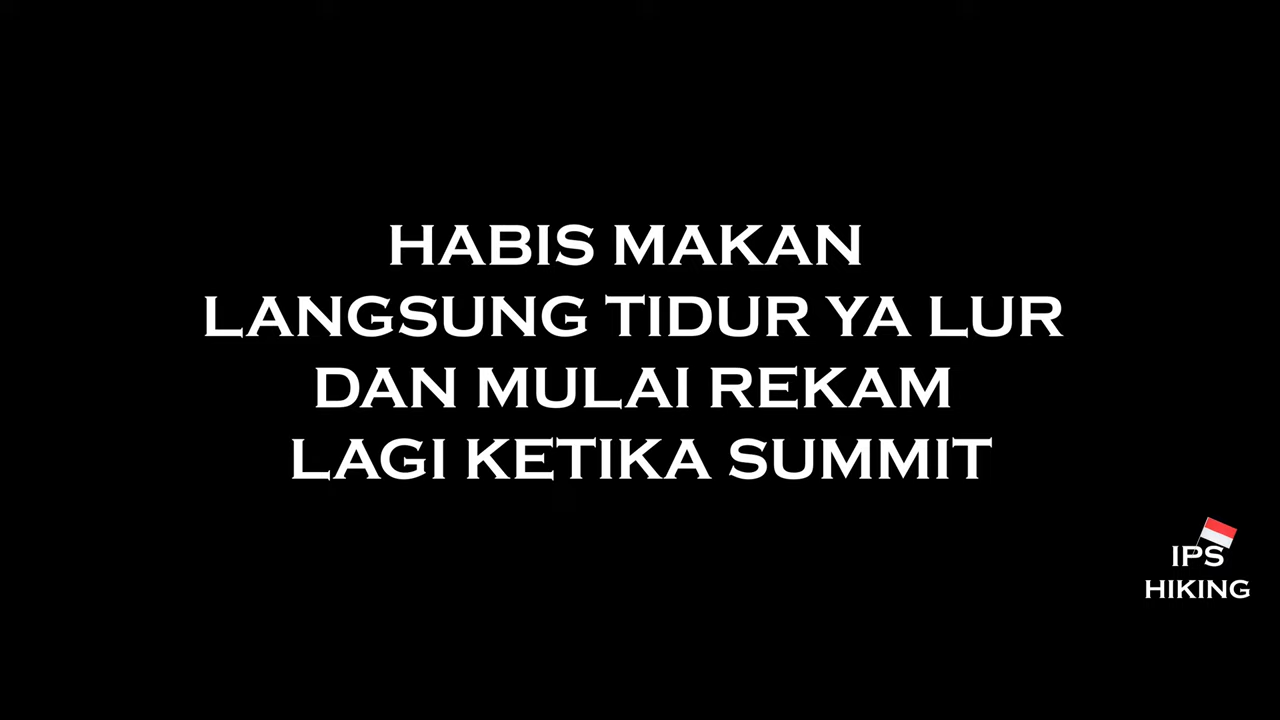 HABIS MAKAN
LANGSUNG TIDUR YA LUR
DAN MULAI REKAM
LAGI KETIKA SUMMIT
IPS
HIKING